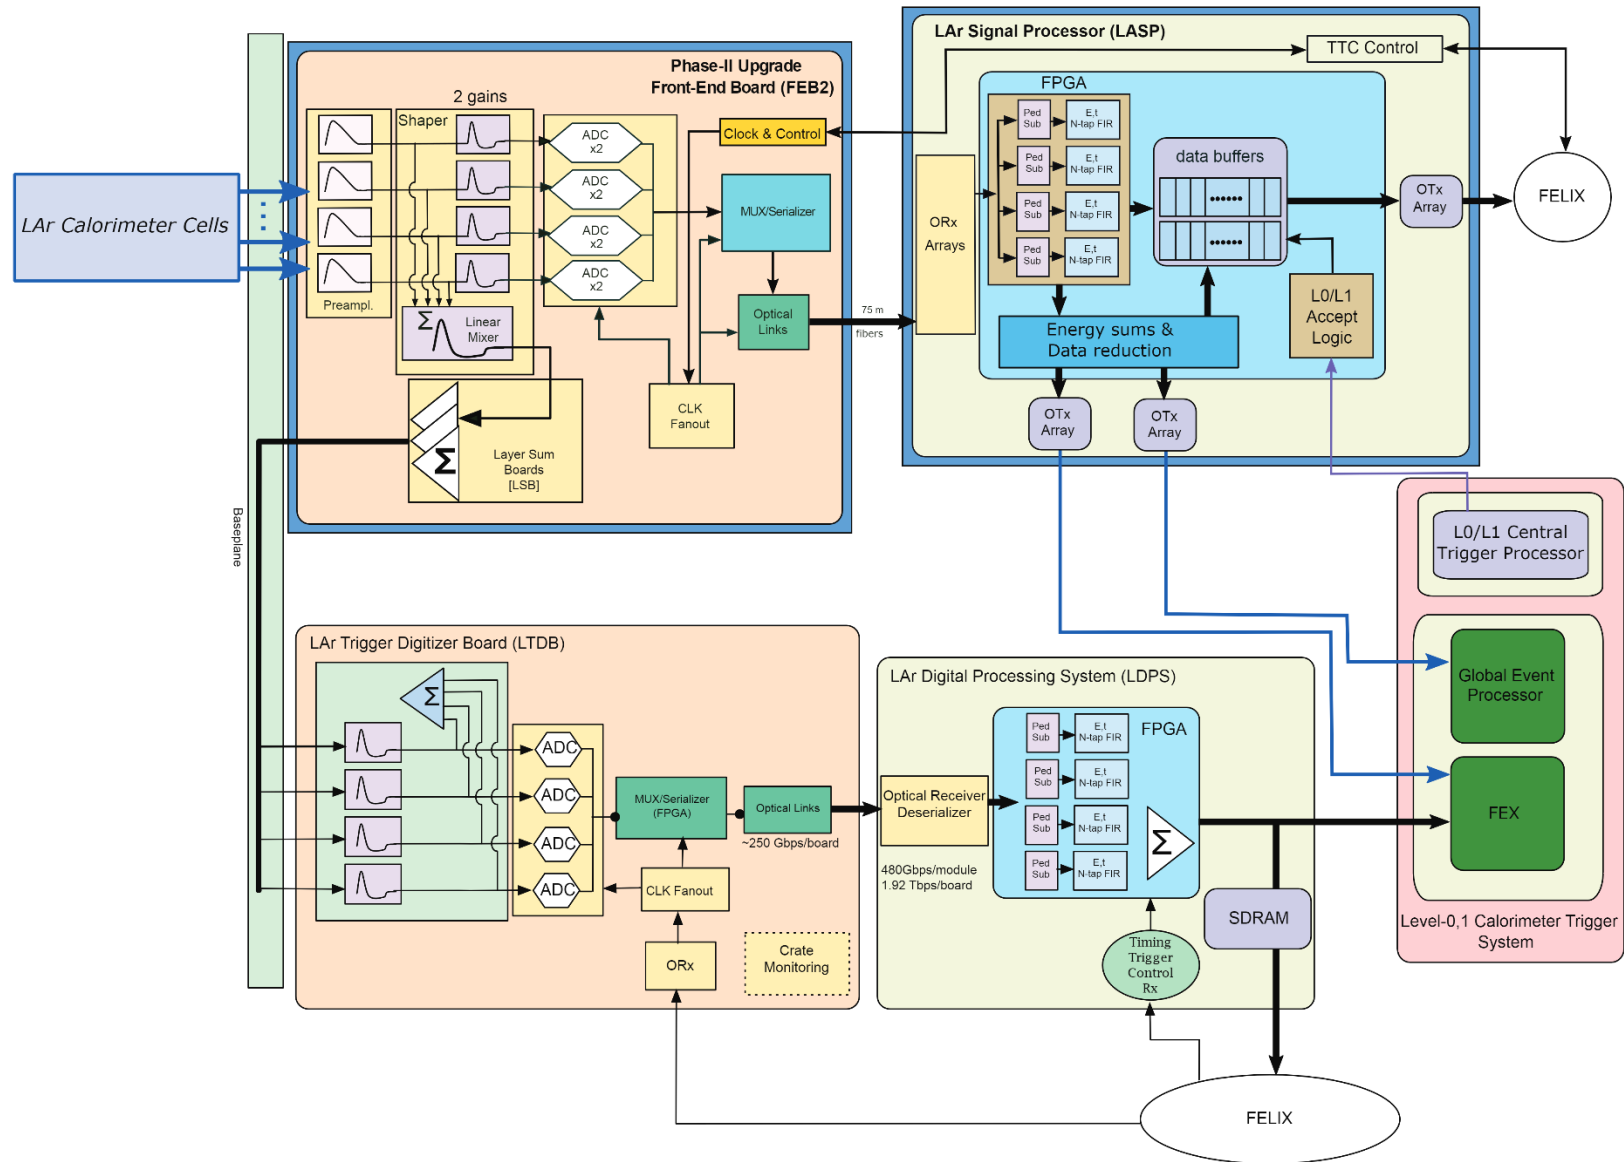 LAr Calorimeter Cells
Baseplane
Phase-II Upgrade
Front-End Board (FEB2)
2 gains
Shaper
Preampl.
Σ
Linear
Mixer
ADC
x2
ADC
x2
ADC
x2
ADC
x2
Clock & Control
MUX/Serializer
Optical
Links
CLK
Fanout
Σ
Layer Sum
Boards
[LSB]
75 m
fibers
LAr Signal Processor (LASP)
TTC Control
FPGA
ORx
Arrays
Ped
Sub
E,t
N-tap FIR
Ped
Sub
E,t
N-tap FIR
Ped
Sub
E,t
N-tap FIR
Ped
Sub
E,t
N-tap FIR
data buffers
Energy sums &
Data reduction
L0/L1
Accept
Logic
OTx
Array
OTx
Array
OTx
Array
FELIX
L0/L1 Central
Trigger Processor
Global Event
Processor
FEX
Level-0,1 Calorimeter Trigger
System
LAr Trigger Digitizer Board (LTDB)
Σ
ADC
ADC
ADC
ADC
MUX/Serializer
(FPGA)
Optical Links
~250 Gbps/board
CLK Fanout
ORx
Crate
Monitoring
LAr Digital Processing System (LDPS)
Optical Receiver
Deserializer
480Gbps/module
1.92 Tbps/board
FPGA
Ped
Sub
E,t
N-tap FIR
Ped
Sub
E,t
N-tap FIR
Ped
Sub
E,t
N-tap FIR
Ped
Sub
E,t
N-tap FIR
Σ
Timing
Trigger
Control
Rx
SDRAM
FELIX